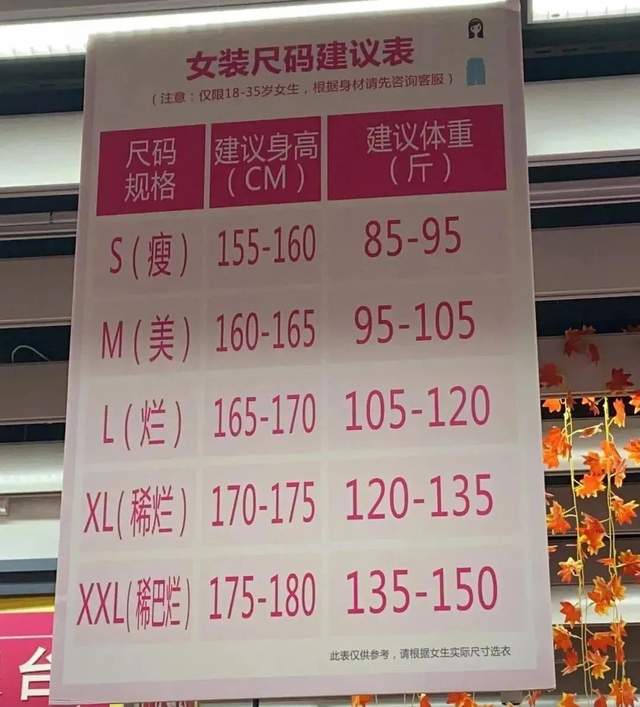 女装尺码建议表
（注意：仅限18-35岁女生，根据身材请先咨询客服）
尺码规格 建议身高（CM） 建议体重（斤）
S（瘦） 155-160 85-95
M（美） 160-165 95-105
L（烂） 165-170 105-120
XL（稀烂） 170-175 120-135
XXL（稀巴烂） 175-180 135-150
此表仅供参考，请根据女生实际尺寸选衣
台